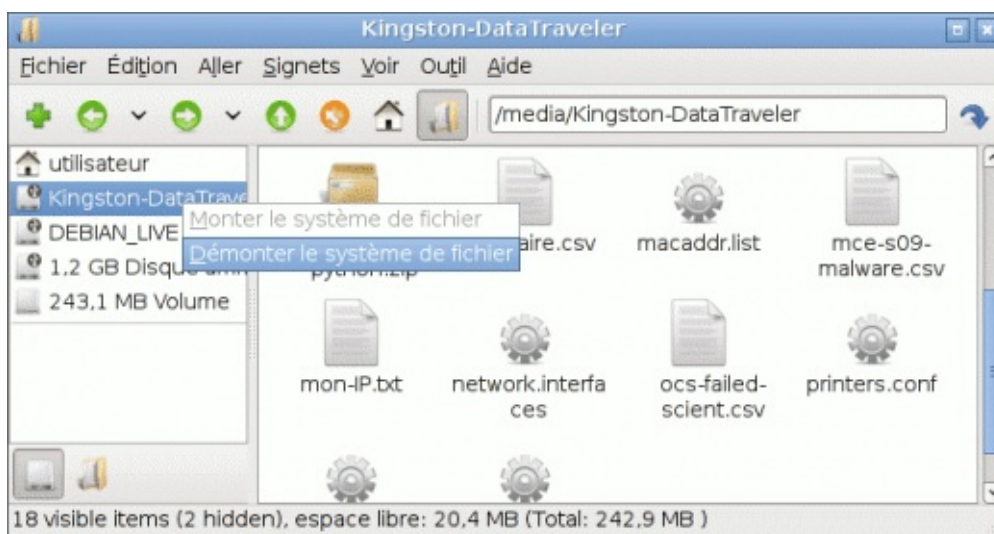 Kingston-DataTraveler
Fichier Édition Aller Signets Voir Outil Aide
/media/Kingston-DataTraveler
utilisateur
Kingston-DataTrave
DEBIAN_LIVE
1,2 GB Disque
243,1 MB Volume
Monter le système de fichier
Démonter le système de fichier
python.zip
aire.csv
macaddr.list
mce-s09-
malware.csv
mon-IP.txt
network.interfa
ces
ocs-failed-
scient.csv
printers.conf
18 visible items (2 hidden), espace libre: 20,4 MB (Total: 242,9 MB )